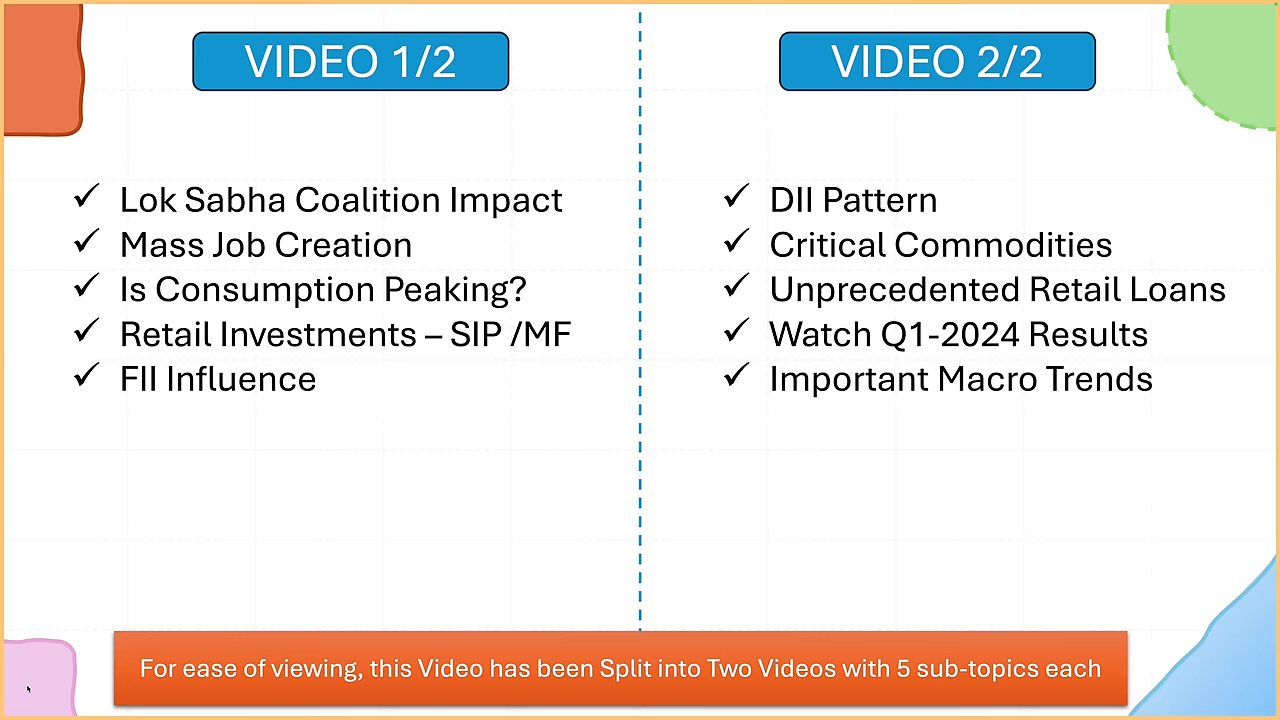 VIDEO 1/2
✓ Lok Sabha Coalition Impact
✓ Mass Job Creation
✓ Is Consumption Peaking?
✓ Retail Investments – SIP /MF
✓ FII Influence
VIDEO 2/2
✓ DII Pattern
✓ Critical Commodities
✓ Unprecedented Retail Loans
✓ Watch Q1-2024 Results
✓ Important Macro Trends
For ease of viewing, this Video has been Split into Two Videos with 5 sub-topics each